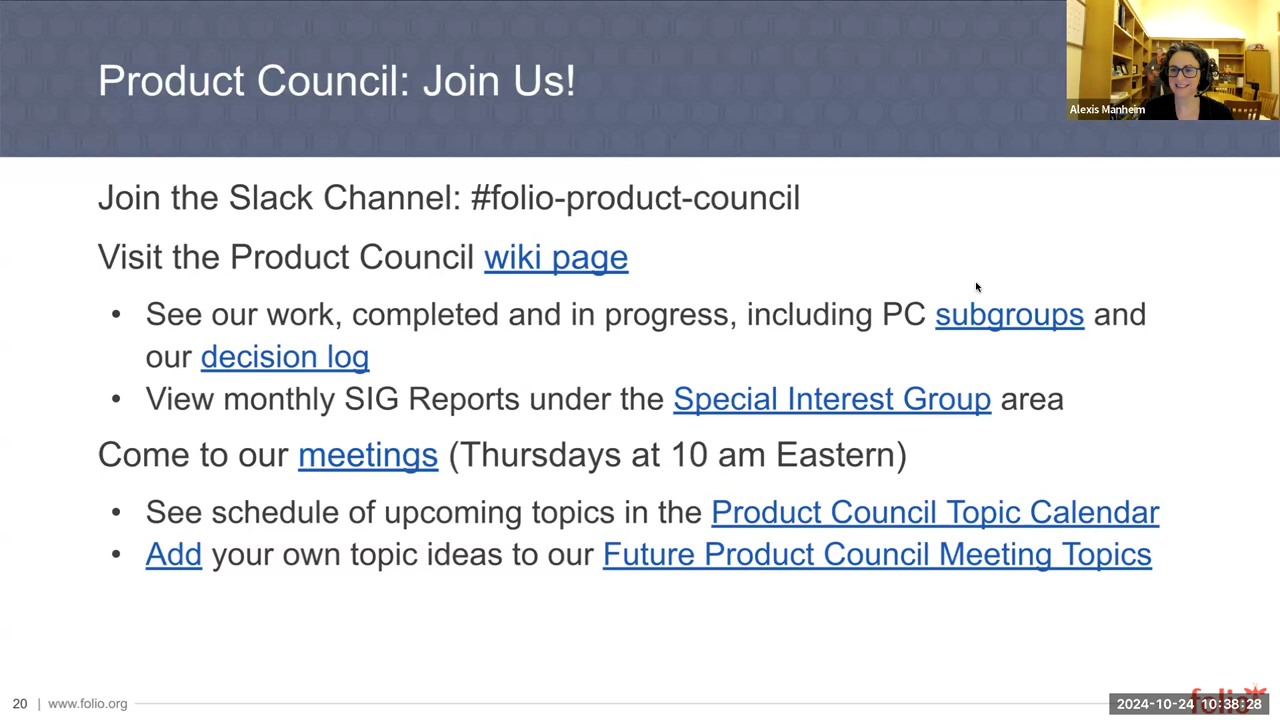 Product Council: Join Us!
Alexis Manheim
Join the Slack Channel: #folio-product-council
Visit the Product Council wiki page
• See our work, completed and in progress, including PC subgroups and
our decision log
• View monthly SIG Reports under the Special Interest Group area
Come to our meetings (Thursdays at 10 am Eastern)
• See schedule of upcoming topics in the Product Council Topic Calendar
• Add your own topic ideas to our Future Product Council Meeting Topics
20 | www.folio.org
folio
2024-10-24 10:38:28